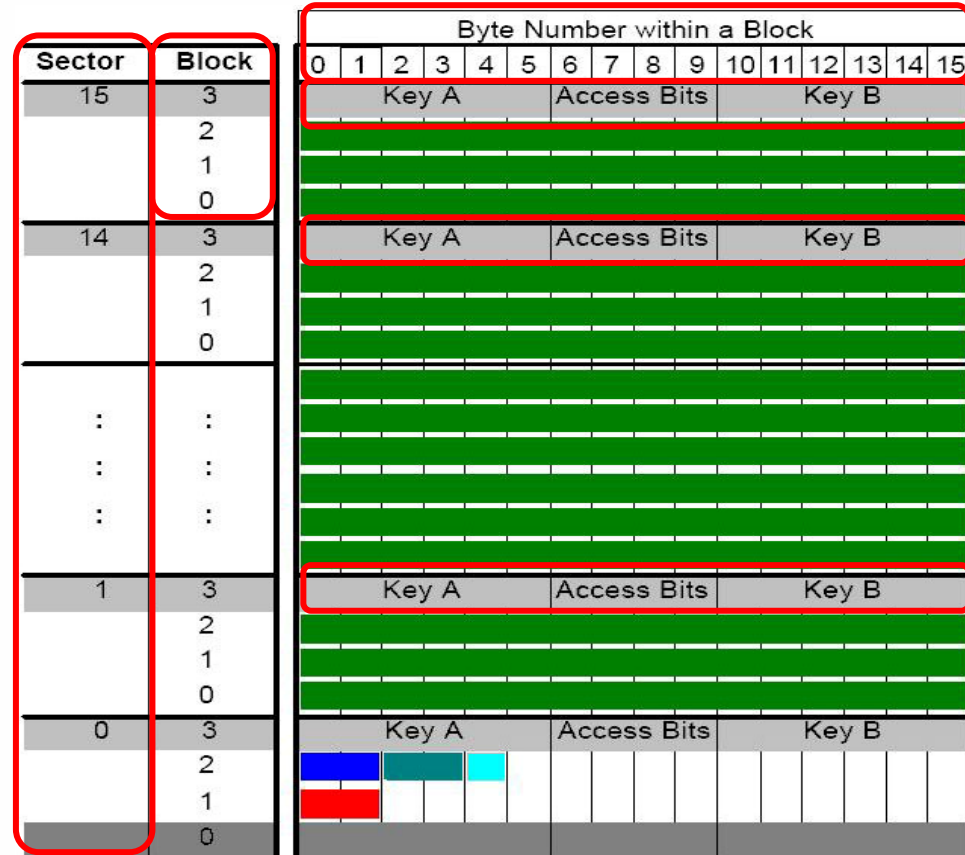 Byte Number within a Block
Sector Block 0 1 2 3 4 5 6 7 8 9 10 11 12 13 14 15
15 3 Key A Access Bits Key B
2
1
0
14 3 Key A Access Bits Key B
2
1
0
: :
: :
: :
1 3 Key A Access Bits Key B
2
1
0
0 3 Key A Access Bits Key B
2
1
0